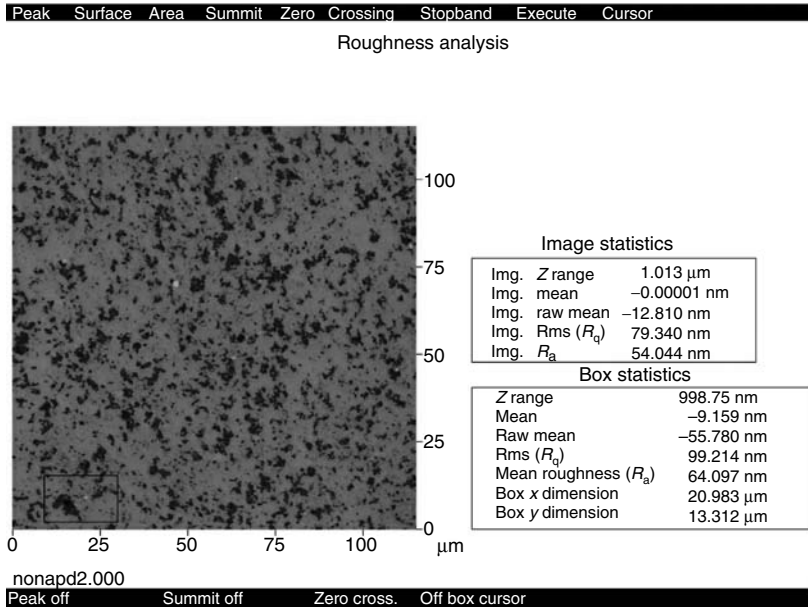 Peak Surface Area Summit Zero Crossing Stopband Execute Cursor
Roughness analysis
100
75
50
25
0
0 25 50 75 100 μm
Image statistics
Img. Z range 1.013 μm
Img. mean –0.00001 nm
Img. raw mean –12.810 nm
Img. Rms (Rq) 79.340 nm
Img. Ra 54.044 nm
Box statistics
Z range 998.75 nm
Mean –9.159 nm
Raw mean –55.780 nm
Rms (Rq) 99.214 nm
Mean roughness (Ra) 64.097 nm
Box x dimension 20.983 μm
Box y dimension 13.312 μm
nonapd2.000
Peak off Summit off Zero cross. Off box cursor